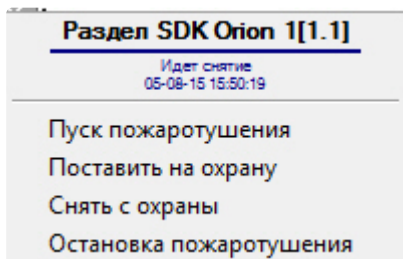 Раздел SDK Orion 1[1.1]
Идет снятие
05-08-15 15:50:19
Пуск пожаротушения
Поставить на охрану
Снять с охраны
Остановка пожаротушения